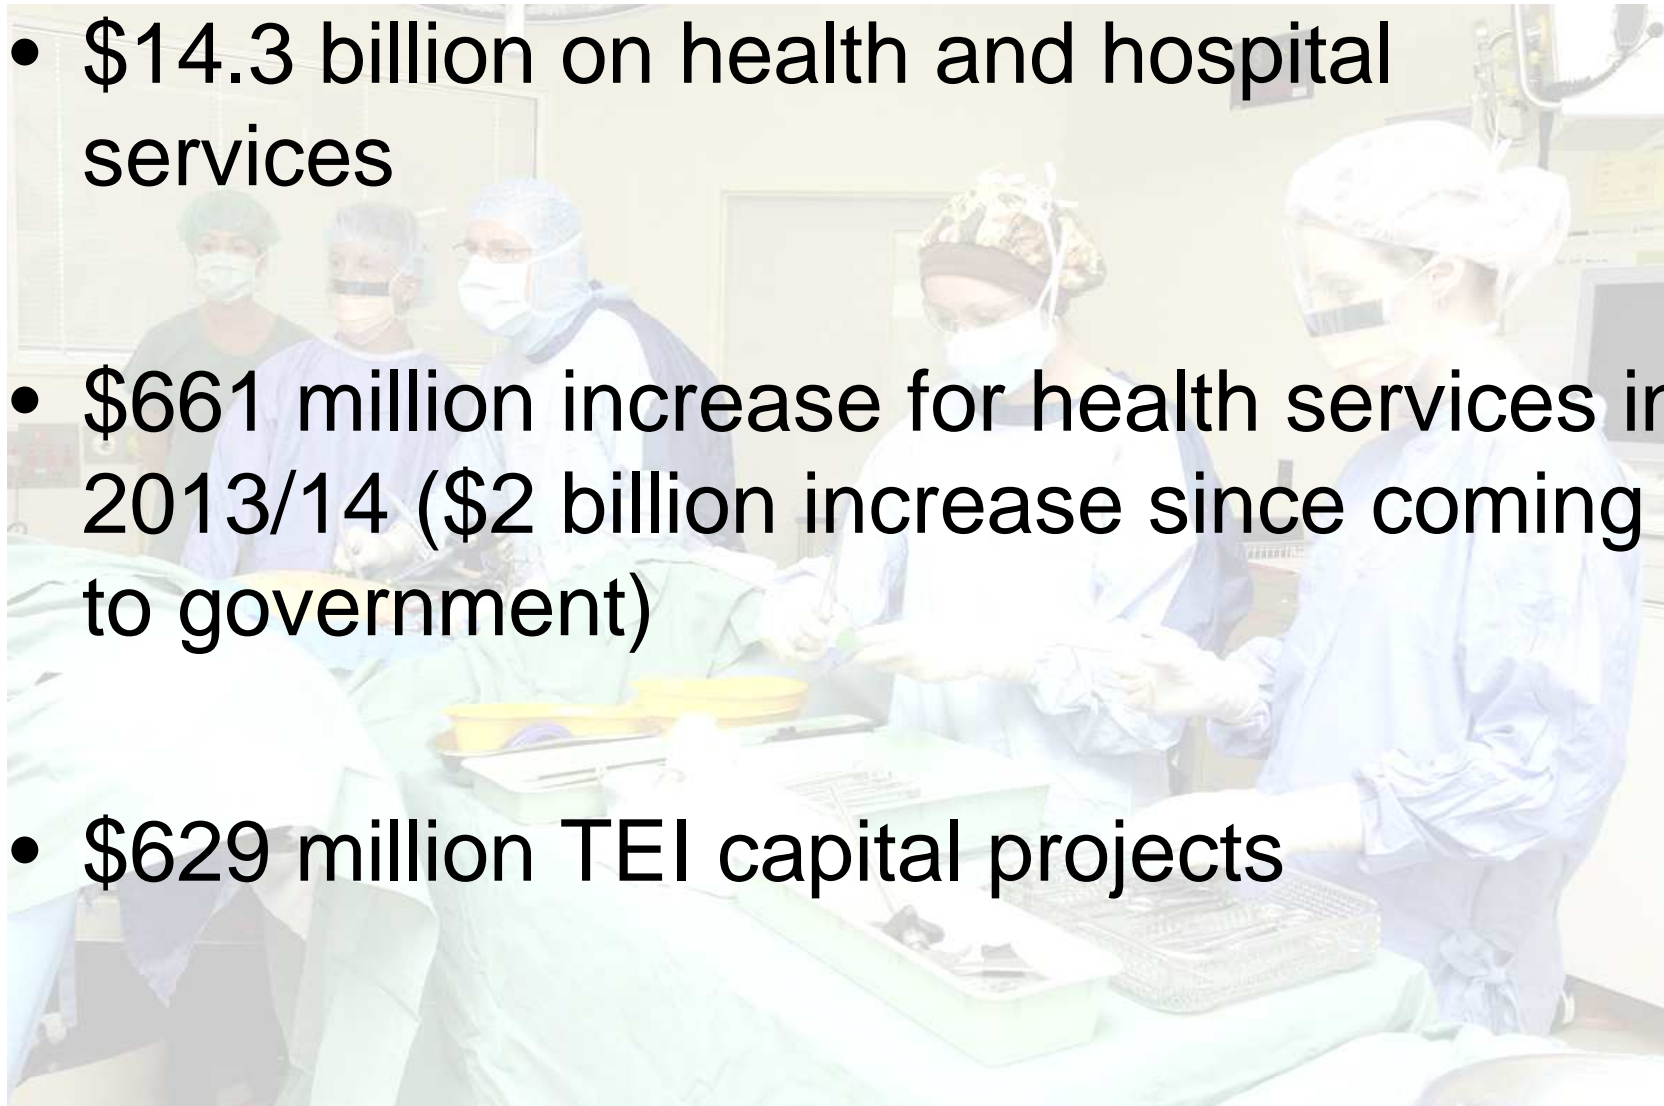 • $14.3 billion on health and hospital
services
• $661 million increase for health services in
2013/14 ($2 billion increase since coming
to government)
• $629 million TEI capital projects